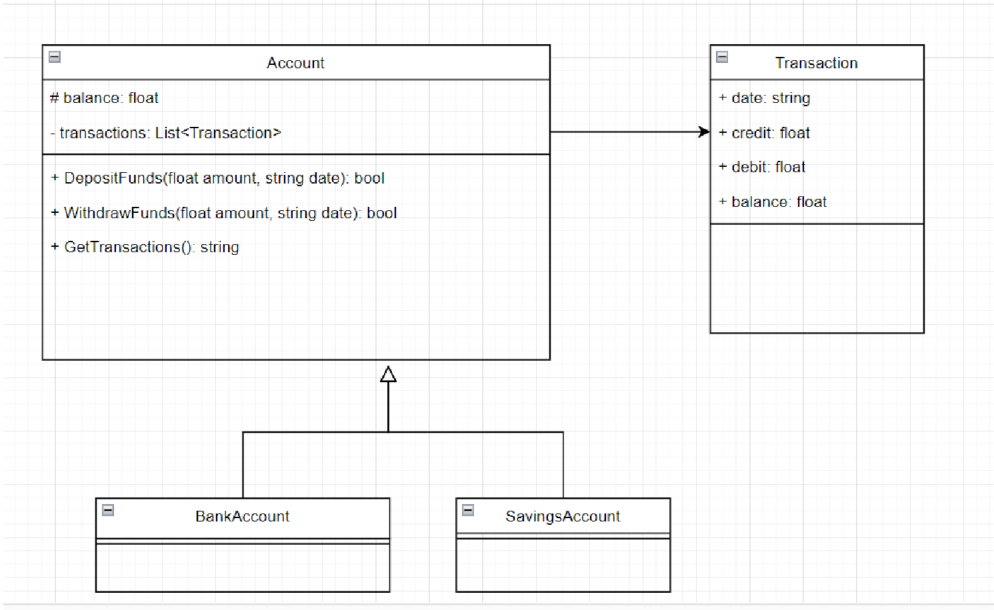 Account
# balance: float
- transactions: List<Transaction>
+ DepositFunds(float amount, string date): bool
+ WithdrawFunds(float amount, string date): bool
+ GetTransactions(): string
Transaction
+ date: string
+ credit: float
+ debit: float
+ balance: float
BankAccount
SavingsAccount